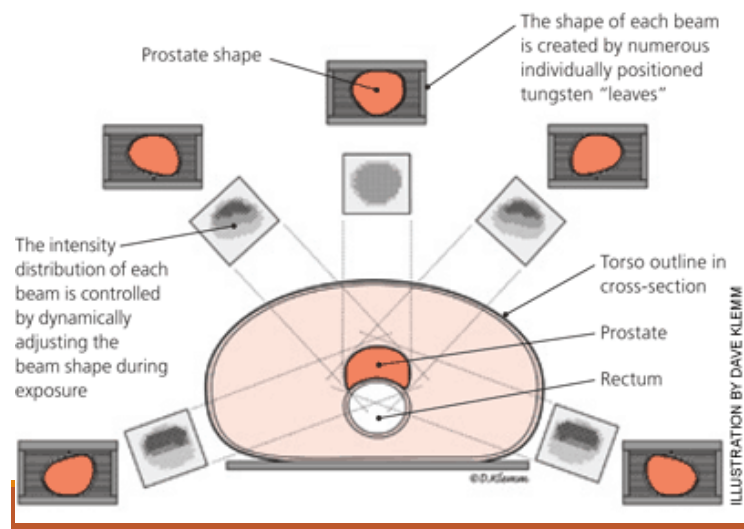 Prostate shape
The shape of each beam
is created by numerous
individually positioned
tungsten “leaves”
The intensity
distribution of each
beam is controlled
by dynamically
adjusting the
beam shape during
exposure
Torso outline in
cross-section
Prostate
Rectum
©D.Klemm
ILLUSTRATION BY DAVE KLEMM